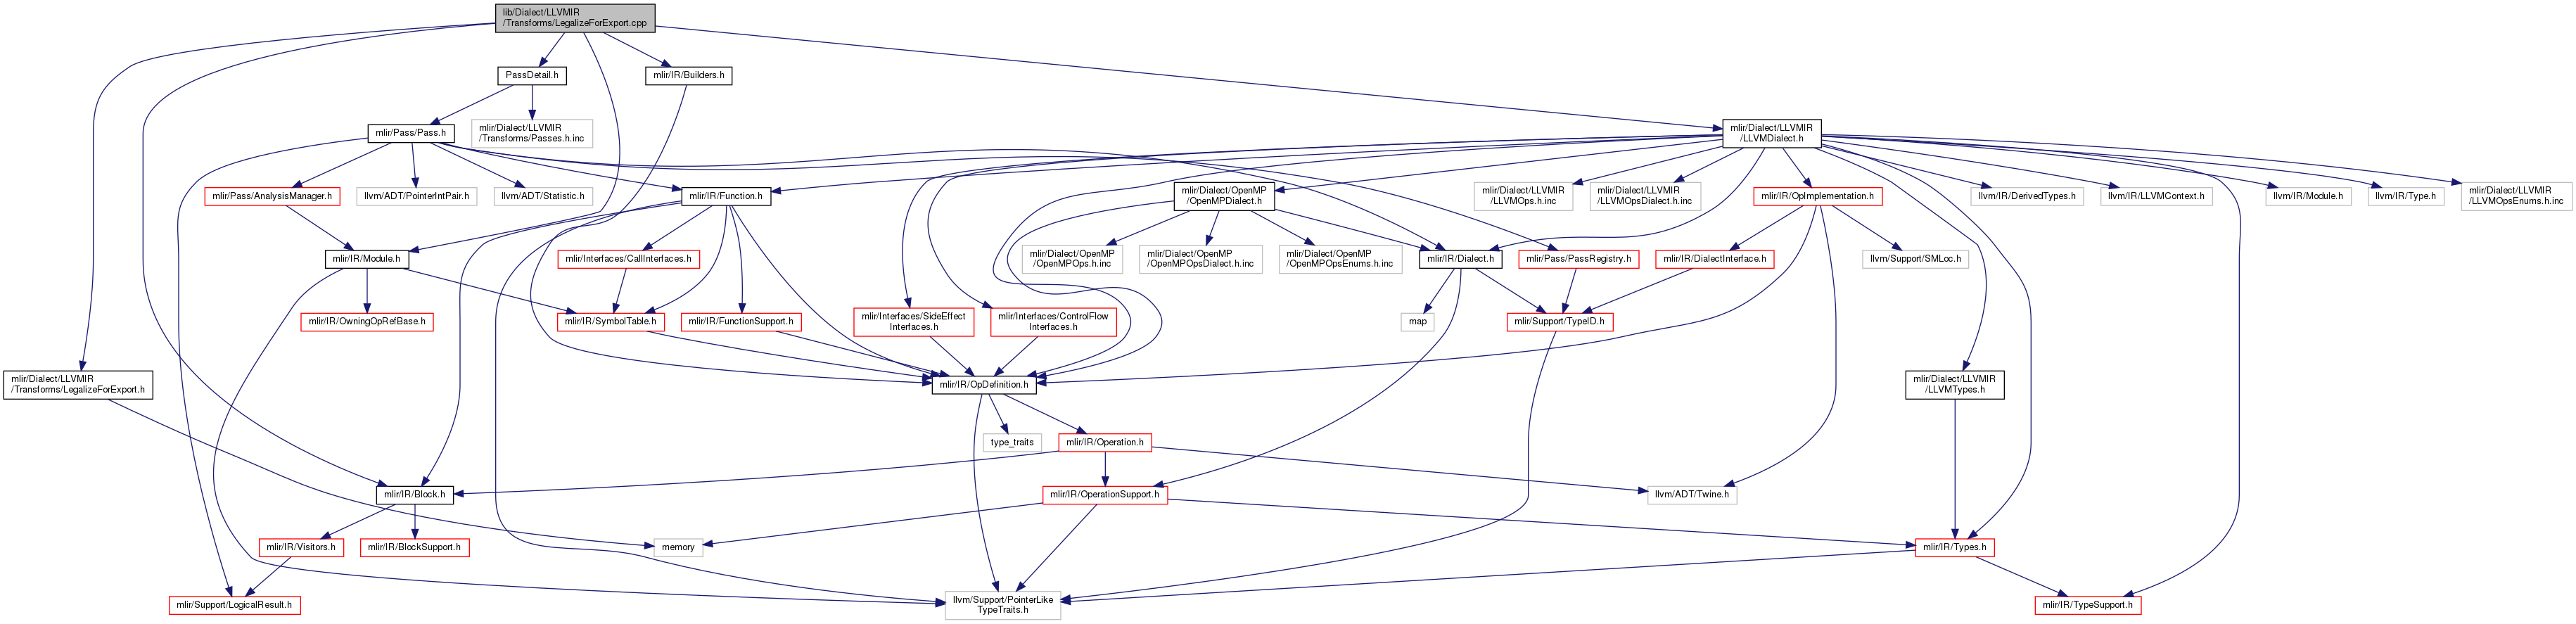 lib/Dialect/LLVMIR
/Transforms/LegalizeForExport.cpp
PassDetail.h
mlir/IR/Builders.h
mlir/Pass/Pass.h
mlir/Dialect/LLVMIR
/Transforms/Passes.h.inc
mlir/Dialect/LLVMIR
/LLVMDialect.h
mlir/Pass/AnalysisManager.h
llvm/ADT/PointerIntPair.h
llvm/ADT/Statistic.h
mlir/IR/Function.h
mlir/Dialect/OpenMP
/OpenMPDialect.h
mlir/Dialect/LLVMIR
/LLVMOps.h.inc
mlir/Dialect/LLVMIR
/LLVMOpsDialect.h.inc
mlir/IR/OpImplementation.h
llvm/IR/DerivedTypes.h
llvm/IR/LLVMContext.h
llvm/IR/Module.h
llvm/IR/Type.h
mlir/Dialect/LLVMIR
/LLVMOpsEnums.h.inc
mlir/IR/Module.h
mlir/Interfaces/CallInterfaces.h
mlir/Dialect/OpenMP
/OpenMPOps.h.inc
mlir/Dialect/OpenMP
/OpenMPOpsDialect.h.inc
mlir/Dialect/OpenMP
/OpenMPOpsEnums.h.inc
mlir/IR/Dialect.h
mlir/Pass/PassRegistry.h
mlir/IR/DialectInterface.h
llvm/Support/SMLoc.h
mlir/IR/OwningOpRefBase.h
mlir/IR/SymbolTable.h
mlir/IR/FunctionSupport.h
mlir/Interfaces/SideEffect
Interfaces.h
mlir/Interfaces/ControlFlow
Interfaces.h
map
mlir/Support/TypeID.h
mlir/Dialect/LLVMIR
/Transforms/LegalizeForExport.h
mlir/IR/OpDefinition.h
mlir/Dialect/LLVMIR
/LLVMTypes.h
type_traits
mlir/IR/Operation.h
mlir/IR/Block.h
mlir/IR/OperationSupport.h
llvm/ADT/Twine.h
mlir/IR/Visitors.h
mlir/IR/BlockSupport.h
memory
mlir/IR/Types.h
mlir/Support/LogicalResult.h
llvm/Support/PointerLike
TypeTraits.h
mlir/IR/TypeSupport.h